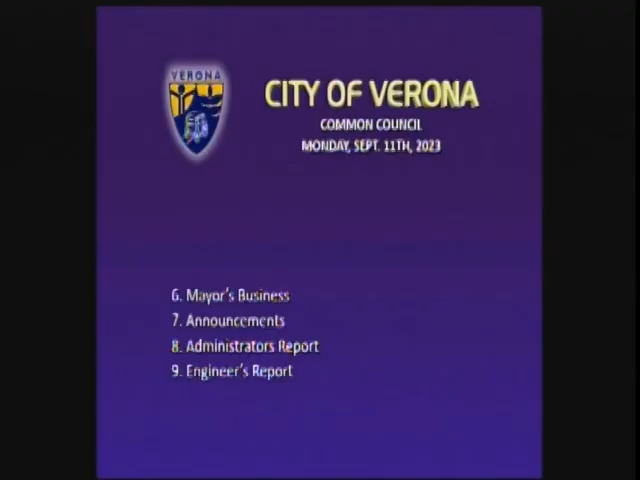 VERONA
CITY OF VERONA
COMMON COUNCIL
MONDAY, SEPT. 11TH, 2023
6. Mayor's Business
7. Announcements
8. Administrators Report
9. Engineer's Report